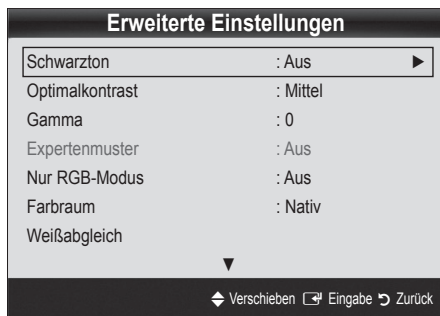 Erweiterte Einstellungen
Schwarzton : Aus ►
Optimalkontrast : Mittel
Gamma : 0
Expertenmuster : Aus
Nur RGB-Modus : Aus
Farbraum : Nativ
Weißabgleich
▼
Verschieben Eingabe Zurück